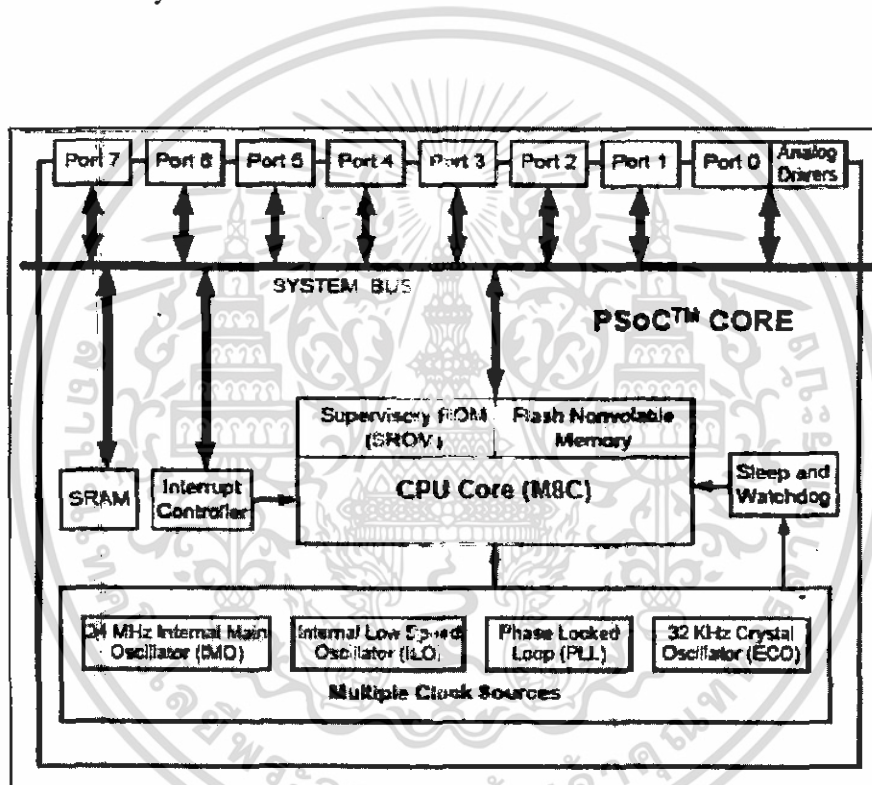 Port 7 Port 6 Port 5 Port 4 Port 3 Port 2 Port 1 Port 0 Analog Drivers
SYSTEM BUS
PSoC™ CORE
Supervisory ROM (SROM)
Flash Nonvolatile Memory
SRAM
Interrupt Controller
CPU Core (M8C)
Sleep and Watchdog
24 MHz Internal Main Oscillator (IMO)
Internal Low Speed Oscillator (ILO)
Phase Locked Loop (PLL)
32 KHz Crystal Oscillator (ECO)
Multiple Clock Sources